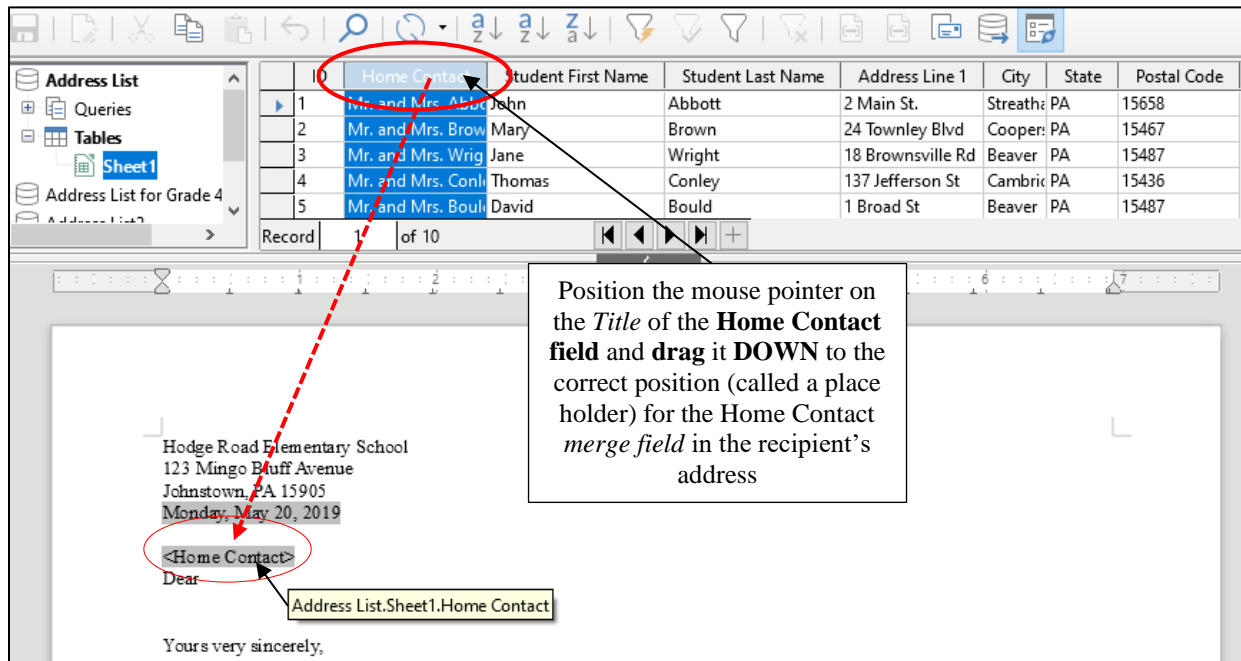 Address List
Queries
Tables
Sheet1
Address List for Grade 4
Address List2
ID Home Contac Student First Name Student Last Name Address Line 1 City State Postal Code
1 Mr. and Mrs. Abbo John Abbott 2 Main St. Streatha PA 15658
2 Mr. and Mrs. Brow Mary Brown 24 Townley Blvd Cooper: PA 15467
3 Mr. and Mrs. Wrig Jane Wright 18 Brownsville Rd Beaver PA 15487
4 Mr. and Mrs. Conl Thomas Conley 137 Jefferson St Cambric PA 15436
5 Mr. and Mrs. Boul David Bould 1 Broad St Beaver PA 15487
Record 1 of 10
1 2 6 7
Position the mouse pointer on
the Title of the Home Contact
field and drag it DOWN to the
correct position (called a place
holder) for the Home Contact
merge field in the recipient's
address
Hodge Road Elementary School
123 Mingo Bluff Avenue
Johnstown, PA 15905
Monday, May 20, 2019
<Home Contact>
Dear
Address List.Sheet1.Home Contact
Yours very sincerely,